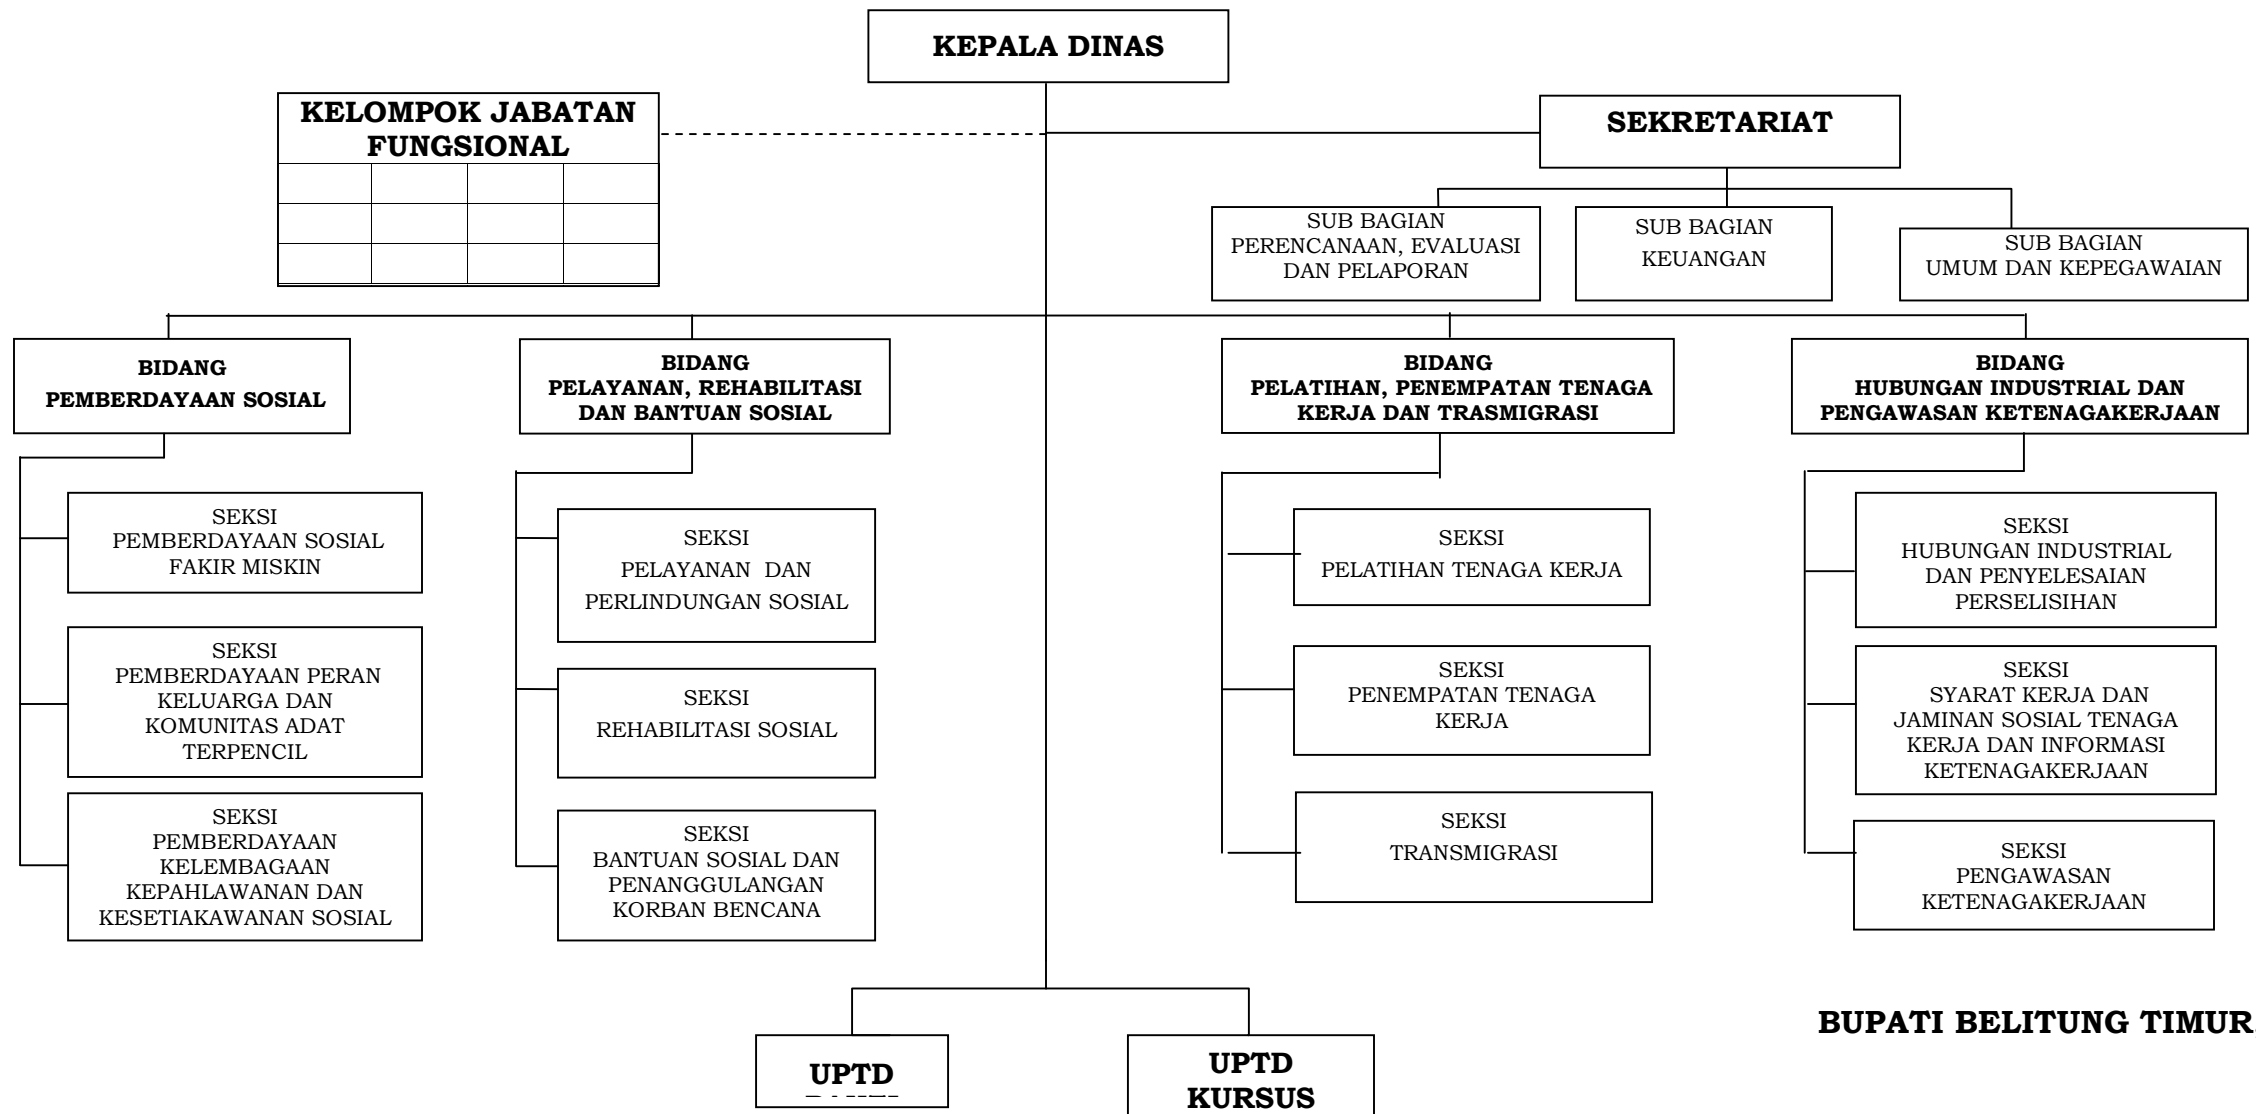 KEPALA DINAS
KELOMPOK JABATAN
FUNGSIONAL
SEKRETARIAT
SUB BAGIAN
PERENCANAAN, EVALUASI
DAN PELAPORAN
SUB BAGIAN
KEUANGAN
SUB BAGIAN
UMUM DAN KEPEGAWAIAN
BIDANG
PEMBERDAYAAN SOSIAL
BIDANG
PELAYANAN, REHABILITASI
DAN BANTUAN SOSIAL
BIDANG
PELATIHAN, PENEMPATAN TENAGA
KERJA DAN TRASMIGRASI
BIDANG
HUBUNGAN INDUSTRIAL DAN
PENGAWASAN KETENAGAKERJAAN
SEKSI
PEMBERDAYAAN SOSIAL
FAKIR MISKIN
SEKSI
PEMBERDAYAAN PERAN
KELUARGA DAN
KOMUNITAS ADAT
TERPENCIL
SEKSI
PEMBERDAYAAN
KELEMBAGAAN
KEPAHLAWANAN DAN
KESETIAKAWANAN SOSIAL
SEKSI
PELAYANAN DAN
PERLINDUNGAN SOSIAL
SEKSI
REHABILITASI SOSIAL
SEKSI
BANTUAN SOSIAL DAN
PENANGGULANGAN
KORBAN BENCANA
SEKSI
PELATIHAN TENAGA KERJA
SEKSI
PENEMPATAN TENAGA
KERJA
SEKSI
TRANSMIGRASI
SEKSI
HUBUNGAN INDUSTRIAL
DAN PENYELESAIAN
PERSELISIHAN
SEKSI
SYARAT KERJA DAN
JAMINAN SOSIAL TENAGA
KERJA DAN INFORMASI
KETENAGAKERJAAN
SEKSI
PENGAWASAN
KETENAGAKERJAAN
UPTD
UPTD
KURSUS
BUPATI BELITUNG TIMUR,